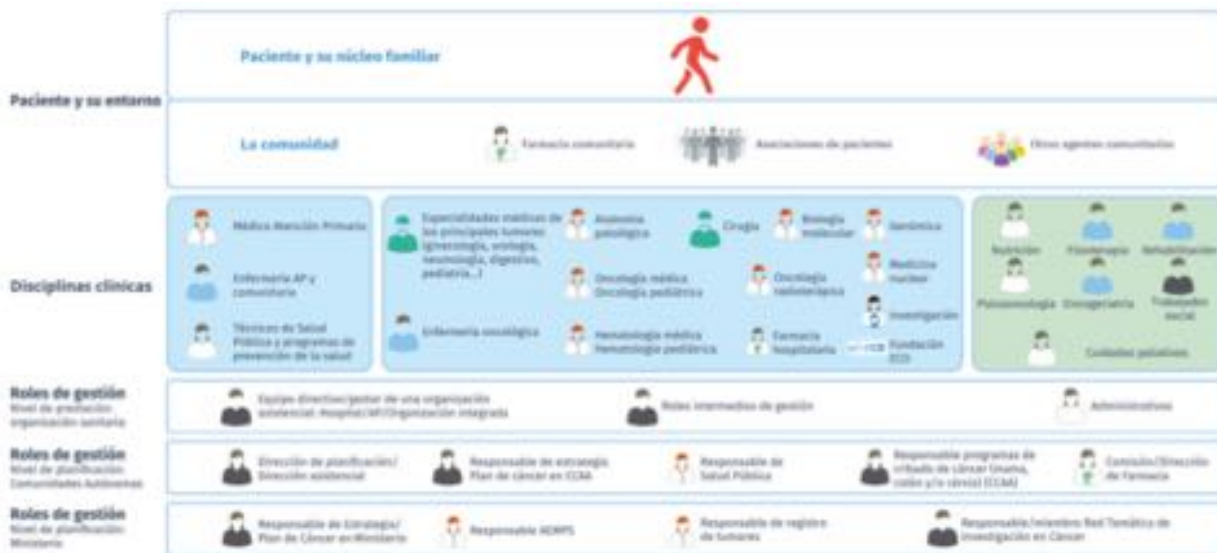 Paciente y su núcleo familiar
Paciente y su entorno
La comunidad
Farmacia comunitaria
Asociaciones de pacientes
Otros agentes comunitarios
Disciplinas clínicas
Médico Atención Primaria
Enfermería AP y
comunitaria
Técnicos de Salud
Pública y programas de
prevención de la salud
Especialidades médicas de
los principales tumores
(ginecología, urología,
neumología, digestivo,
pediatría...)
Enfermería oncológica
Anatomía
patológica
Oncología médica
Oncología pediátrica
Hematología médica
Hematología pediátrica
Cirugía
Biología
molecular
Oncología
radioterápica
Farmacia
hospitalaria
Genómica
Medicina
nuclear
Investigación
Fundación
ECO
Nutrición
Fisioterapia
Rehabilitación
Psicooncología
Oncogeriatría
Trabajador
social
Cuidados paliativos
Roles de gestión
Nivel de prestación:
organización sanitaria
Equipo directivo/gestor de una organización
asistencial: Hospital/AP/Organización integrada
Roles intermedios de gestión
Administrativos
Roles de gestión
Nivel de planificación:
Comunidades Autónomas
Dirección de planificación/
Dirección asistencial
Responsable de estrategia
Plan de cáncer en CCAA
Responsable de
Salud Pública
Responsable programas de
cribado de cáncer (mama,
colon y/o cérvix) (CCAA)
Comisión/Dirección
de Farmacia
Roles de gestión
Nivel de planificación:
Ministerio
Responsable de Estrategia/
Plan de Cáncer en Ministerio
Responsable AEMPS
Responsable de registro
de tumores
Responsable/miembro Red Temática de
Investigación en Cáncer